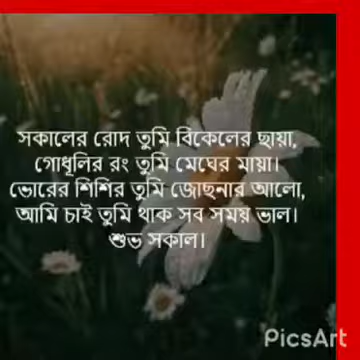 সকালের রোদ তুমি বিকেলের ছায়া,
গোধূলির রং তুমি মেঘের মায়া।
ভোরের শিশির তুমি জোছনার আলো,
আমি চাই তুমি থাক সব সময় ভাল।
শুভ সকাল।
PicsArt